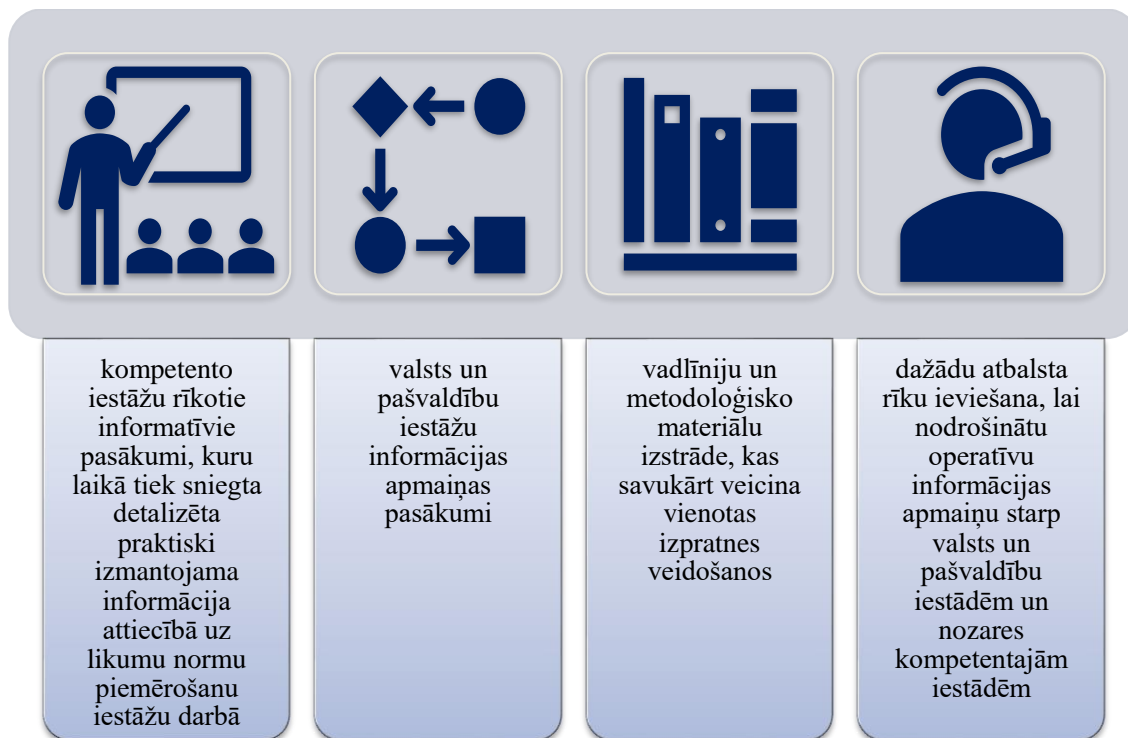 kompetento
iestāžu rīkotie
informatīvie
pasākumi, kuru
laikā tiek sniegta
detalizēta
praktiski
izmantojama
informācija
attiecībā uz
likumu normu
piemērošanu
iestāžu darbā
valsts un
pašvaldību
iestāžu
informācijas
apmaiņas
pasākumi
vadlīniju un
metodoloģisko
materiālu
izstrāde, kas
savukārt veicina
vienotas
izpratnes
veidošanos
dažādu atbalsta
rīku ieviešana, lai
nodrošinātu
operatīvu
informācijas
apmaiņu starp
valsts un
pašvaldību
iestādēm un
nozares
kompetentajām
iestādēm